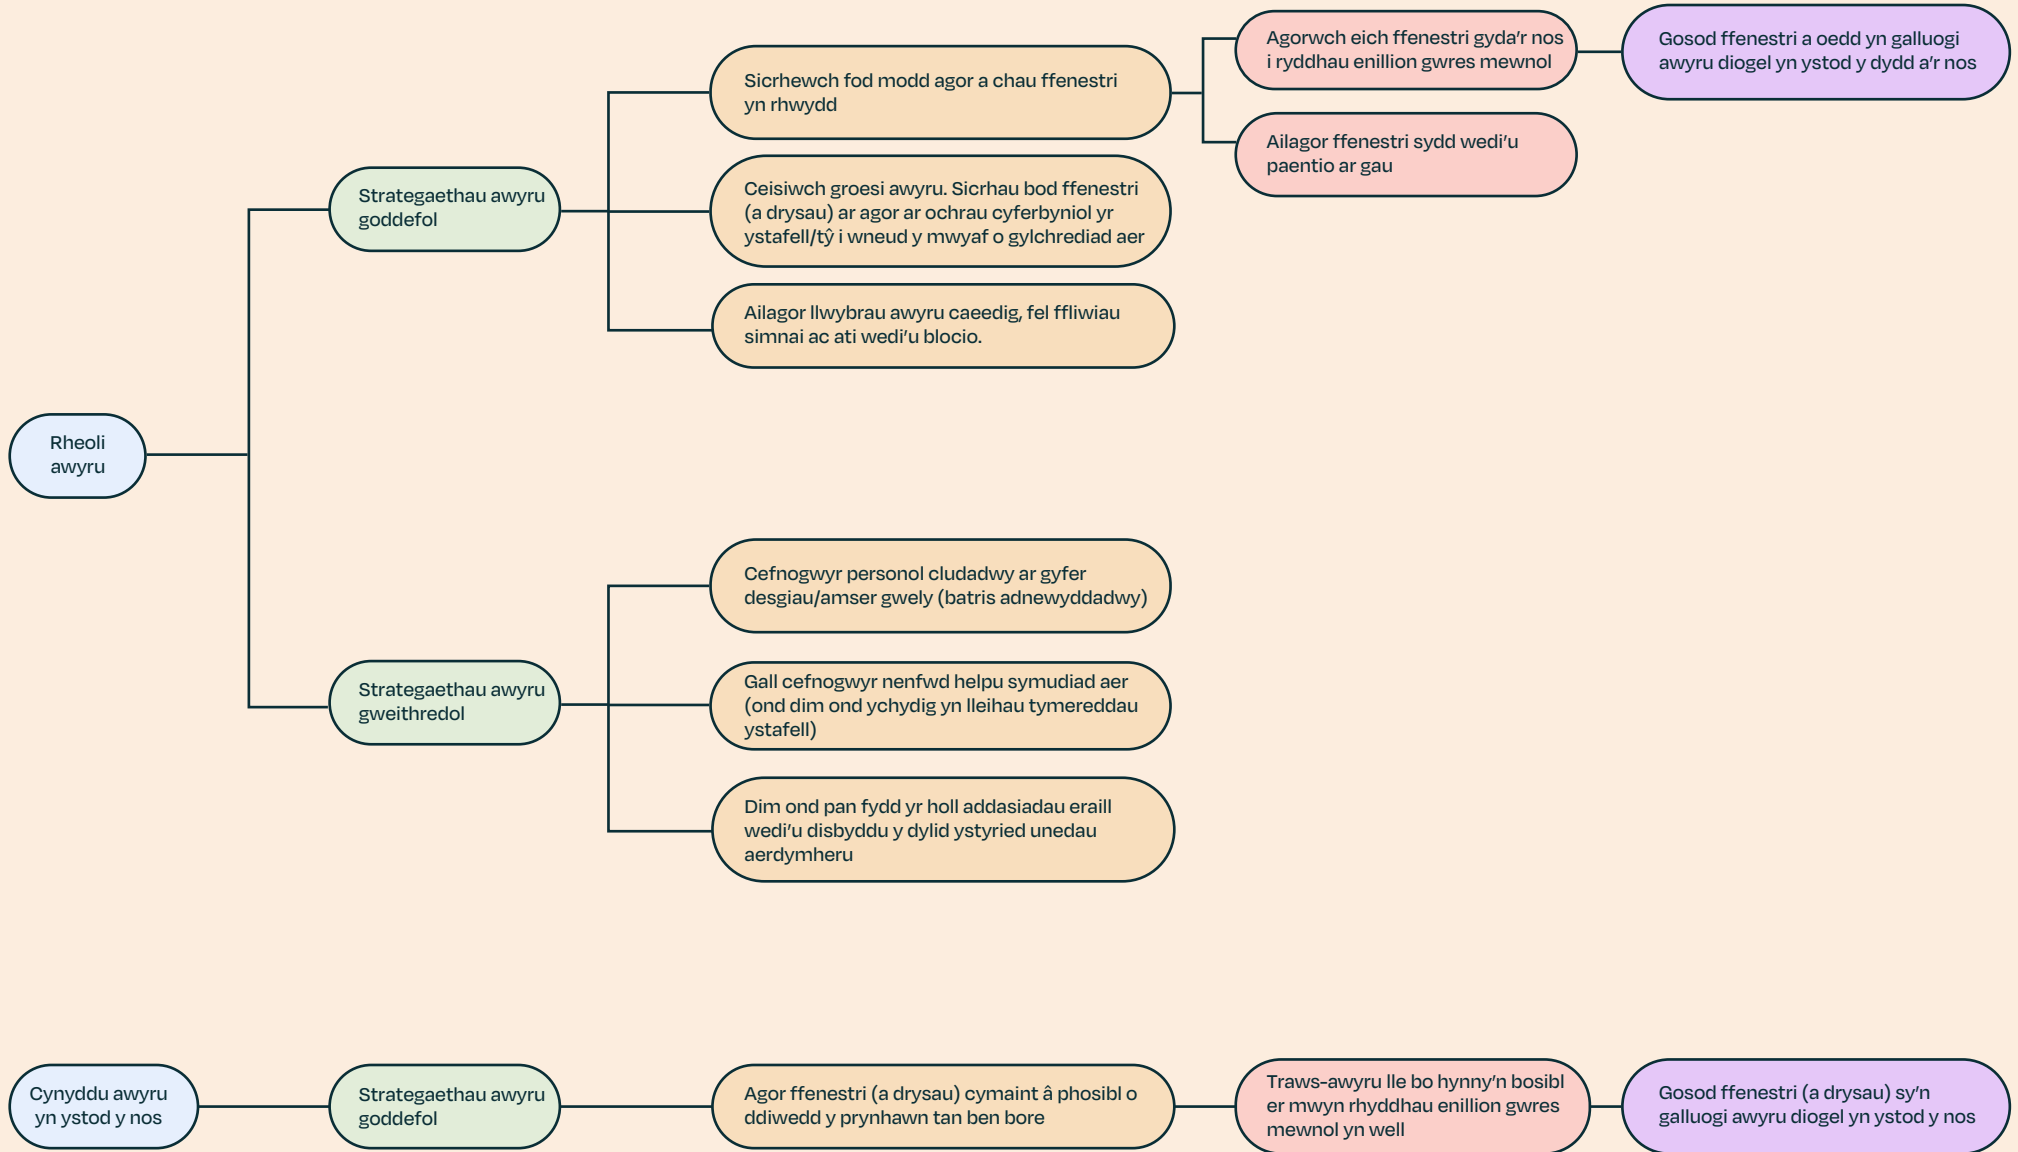 Rheoli
awyru
Strategaethau awyru
goddefol
Sicrhewch fod modd agor a chau ffenestri
yn rhwydd
Agorwch eich ffenestri gyda’r nos
i ryddhau enillion gwres mewnol
Gosod ffenestri a oedd yn galluogi
awyru diogel yn ystod y dydd a’r nos
Ailagor ffenestri sydd wedi’u
paentio ar gau
Ceisiwch groesi awyru. Sicrhau bod ffenestri
(a drysau) ar agor ar ochrau cyferbyniol yr
ystafell/tŷ i wneud y mwyaf o gylchrediad aer
Ailagor llwybrau awyru caeedig, fel ffliwiau
simnai ac ati wedi’u blocio.
Strategaethau awyru
gweithredol
Cefnogwyr personol cludadwy ar gyfer
desgiau/amser gwely (batris adnewyddadwy)
Gall cefnogwyr nenfwd helpu symudiad aer
(ond dim ond ychydig yn lleihau tymereddau
ystafell)
Dim ond pan fydd yr holl addasiadau eraill
wedi’u disbyddu y dylid ystyried unedau
aerdymheru
Cynyddu awyru
yn ystod y nos
Strategaethau awyru
goddefol
Agor ffenestri (a drysau) cymaint â phosibl o
ddiwedd y prynhawn tan ben bore
Traws-awyru lle bo hynny’n bosibl
er mwyn rhyddhau enillion gwres
mewnol yn well
Gosod ffenestri (a drysau) sy’n
galluogi awyru diogel yn ystod y nos